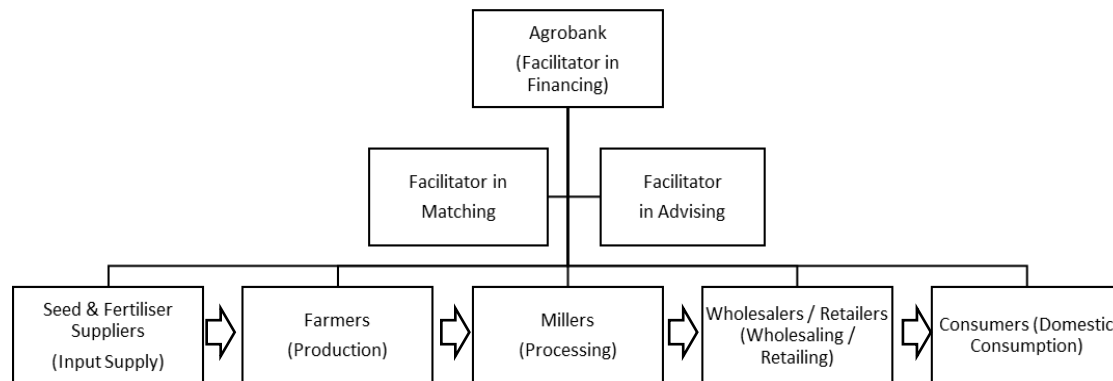 Agrobank
(Facilitator in
Financing)
Facilitator in
Matching
Facilitator
in Advising
Seed & Fertiliser
Suppliers
(Input Supply)
Farmers
(Production)
Millers
(Processing)
Wholesalers / Retailers
(Wholesaling /
Retailing)
Consumers (Domestic
Consumption)